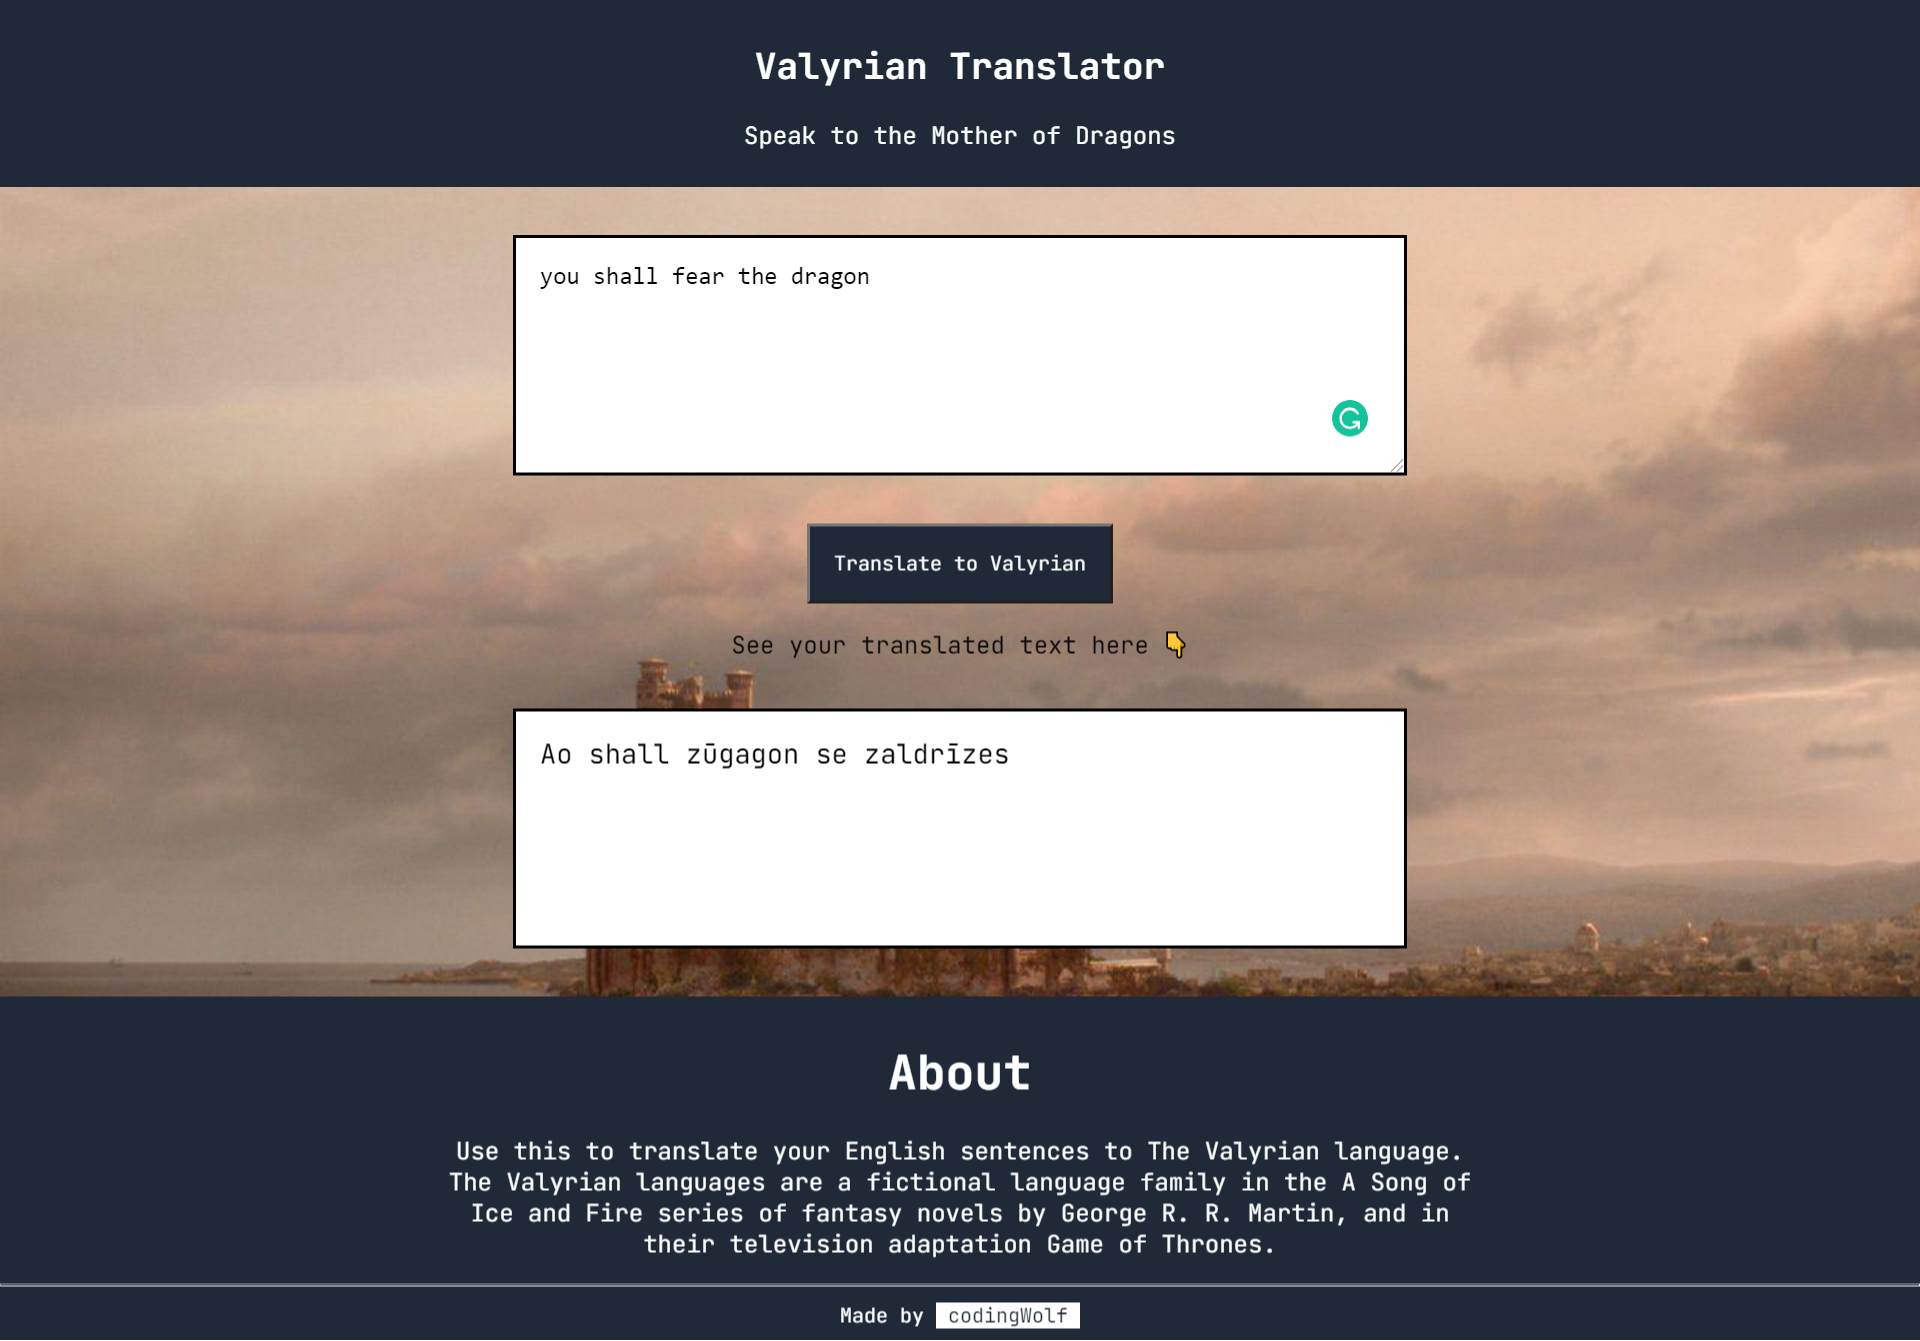 Valyrian Translator
Speak to the Mother of Dragons
you shall fear the dragon
Translate to Valyrian
See your translated text here 👇
Ao shall zūgagon se zaldrīzes
About
Use this to translate your English sentences to The Valyrian language.
The Valyrian languages are a fictional language family in the A Song of
Ice and Fire series of fantasy novels by George R. R. Martin, and in
their television adaptation Game of Thrones.
Made by codingWolf